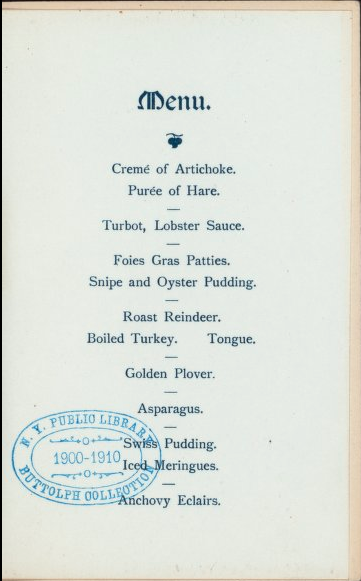 Menu.
Cremé of Artichoke.
Purée of Hare.
Turbot, Lobster Sauce.
Foies Gras Patties.
Snipe and Oyster Pudding.
Roast Reindeer.
Boiled Turkey. Tongue.
Golden Plover.
Asparagus.
Swiss Pudding.
Iced Meringues.
Anchovy Eclairs.
N. Y. PUBLIC LIBRARY
1900-1910
BUTTOLPH COLLECTION